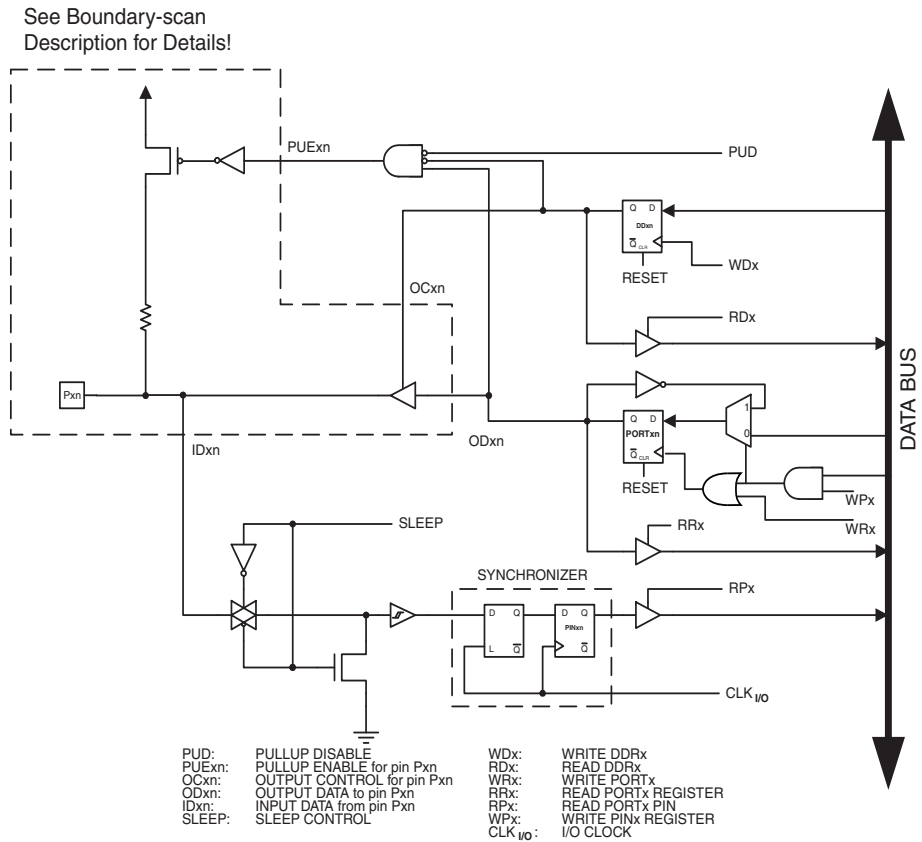 See Boundary-scan
Description for Details!
PUExn
PUD
Q D
DDxn
Q CLR
WDx
RESET
OCxn
RDx
Pxn
Q D
1
0
PORTxn
ODxn
Q CLR
IDxn
RESET
WPx
WRx
RRx
SLEEP
DATA BUS
SYNCHRONIZER
RPx
D Q
D Q
PINxn
L Q
Q
CLK I/O
PUD: PULLUP DISABLE
PUExn: PULLUP ENABLE for pin Pxn
OCxn: OUTPUT CONTROL for pin Pxn
ODxn: OUTPUT DATA to pin Pxn
IDxn: INPUT DATA from pin Pxn
SLEEP: SLEEP CONTROL
WDx: WRITE DDRx
RDx: READ DDRx
WRx: WRITE PORTx
RRx: READ PORTx REGISTER
RPx: READ PORTx PIN
WPx: WRITE PINx REGISTER
CLK I/O : I/O CLOCK